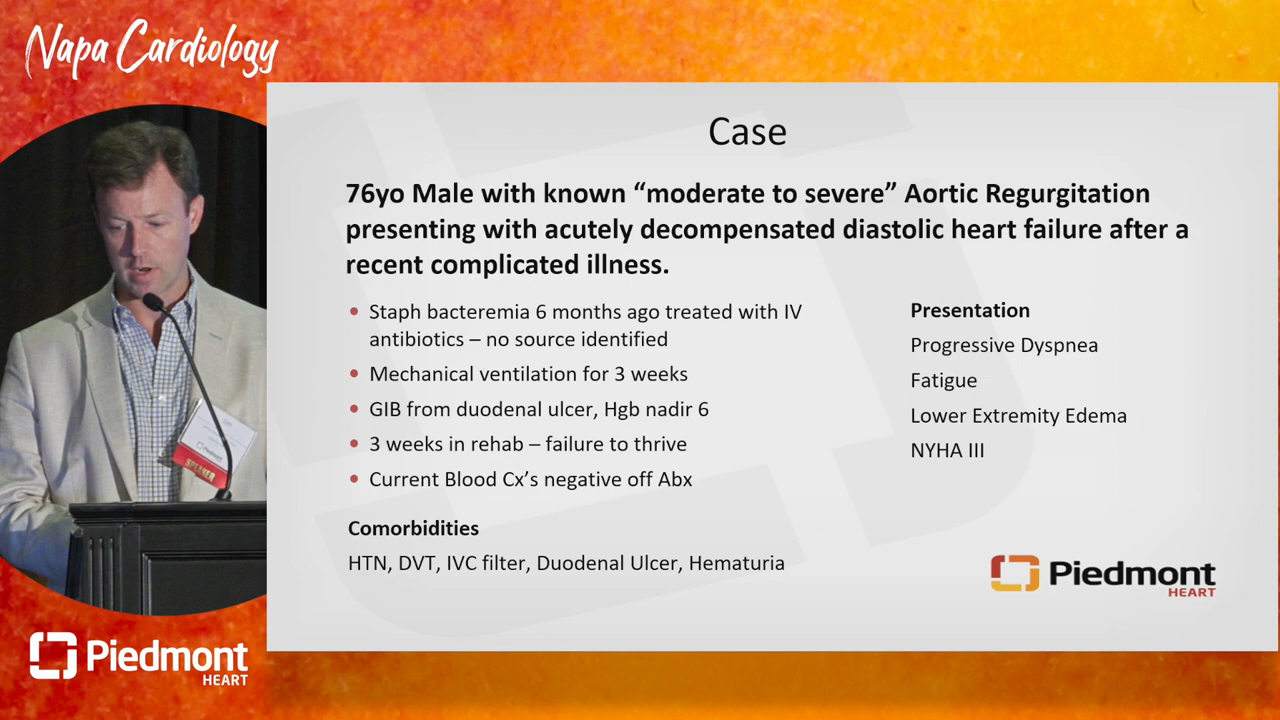 Napa Cardiology
Case
76yo Male with known “moderate to severe” Aortic Regurgitation
presenting with acutely decompensated diastolic heart failure after a
recent complicated illness.
• Staph bacteremia 6 months ago treated with IV
antibiotics – no source identified
• Mechanical ventilation for 3 weeks
• GIB from duodenal ulcer, Hgb nadir 6
• 3 weeks in rehab – failure to thrive
• Current Blood Cx’s negative off Abx
Comorbidities
HTN, DVT, IVC filter, Duodenal Ulcer, Hematuria
Presentation
Progressive Dyspnea
Fatigue
Lower Extremity Edema
NYHA III
Piedmont
HEART
Piedmont
SPEAKER
Piedmont
HEART